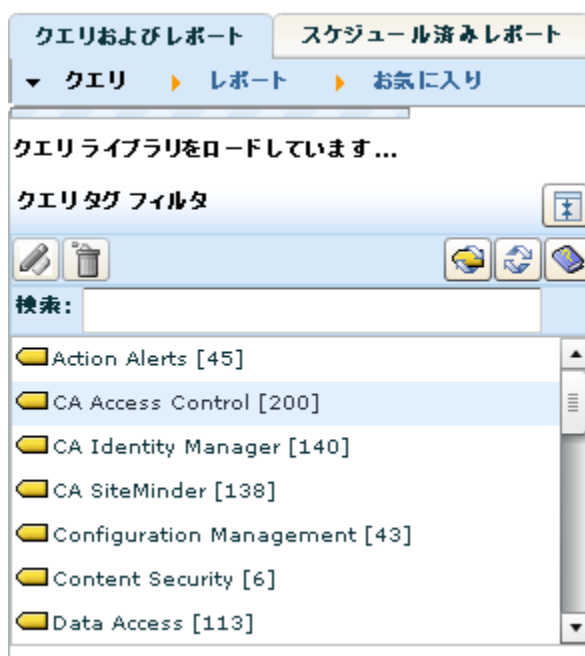 クエリおよびレポート スケジュール済みレポート
クエリ レポート お気に入り
クエリ ライブラリをロードしています...
クエリ タグ フィルタ
検索:
Action Alerts [45]
CA Access Control [200]
CA Identity Manager [140]
CA SiteMinder [138]
Configuration Management [43]
Content Security [6]
Data Access [113]